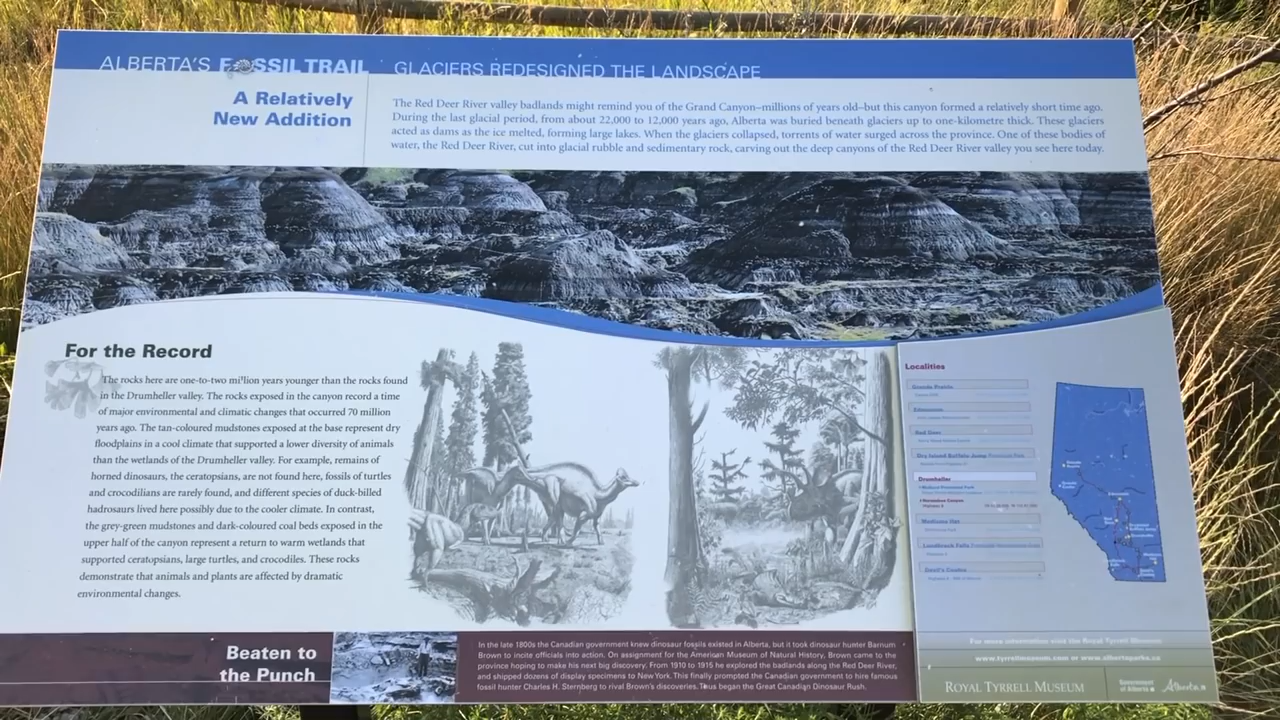 ALBERTA'S FOSSIL TRAIL
GLACIERS REDESIGNED THE LANDSCAPE
A Relatively
New Addition
The Red Deer River valley badlands might remind you of the Grand Canyon–millions of years old–but this canyon formed a relatively short time ago.
During the last glacial period, from about 22,000 to 12,000 years ago, Alberta was buried beneath glaciers up to one-kilometre thick. These glaciers
acted as dams as the ice melted, forming large lakes. When the glaciers collapsed, torrents of water surged across the province. One of these bodies of
water, the Red Deer River, cut into glacial rubble and sedimentary rock, carving out the deep canyons of the Red Deer River valley you see here today.
For the Record
The rocks here are one-to-two million years younger than the rocks found
in the Drumheller valley. The rocks exposed in the canyon record a time
of major environmental and climatic changes that occurred 70 million
years ago. The tan-coloured mudstones exposed at the base represent dry
floodplains in a cool climate that supported a lower diversity of animals
than the wetlands of the Drumheller valley. For example, remains of
horned dinosaurs, the ceratopsians, are not found here, fossils of turtles
and crocodilians are rarely found, and different species of duck-billed
hadrosaurs lived here possibly due to the cooler climate. In contrast,
the grey-green mudstones and dark-coloured coal beds exposed in the
upper half of the canyon represent a return to warm wetlands that
supported ceratopsians, large turtles, and crocodiles. These rocks
demonstrate that animals and plants are affected by dramatic
environmental changes.
Localities
Grande Prairie
Edmonton
Red Deer
Dry Island Buffalo Jump Provincial Park
Drumheller
Midland Provincial Park
Horseshoe Canyon
Medicine Hat
Devil's Coulee
Beaten to
the Punch
In the late 1800s the Canadian government knew dinosaur fossils existed in Alberta, but it took dinosaur hunter Barnum
Brown to incite officials into action. On assignment for the American Museum of Natural History, Brown came to the
province hoping to make his next big discovery. From 1910 to 1915 he explored the badlands along the Red Deer River,
and shipped dozens of display specimens to New York. This finally prompted the Canadian government to hire famous
fossil hunter Charles H. Sternberg to rival Brown's discoveries. Thus began the Great Canadian Dinosaur Rush.
For more information visit the Royal Tyrrell Museum
www.tyrrellmuseum.com or www.albertaparks.ca
ROYAL TYRRELL MUSEUM
Government
of Alberta
Alberta